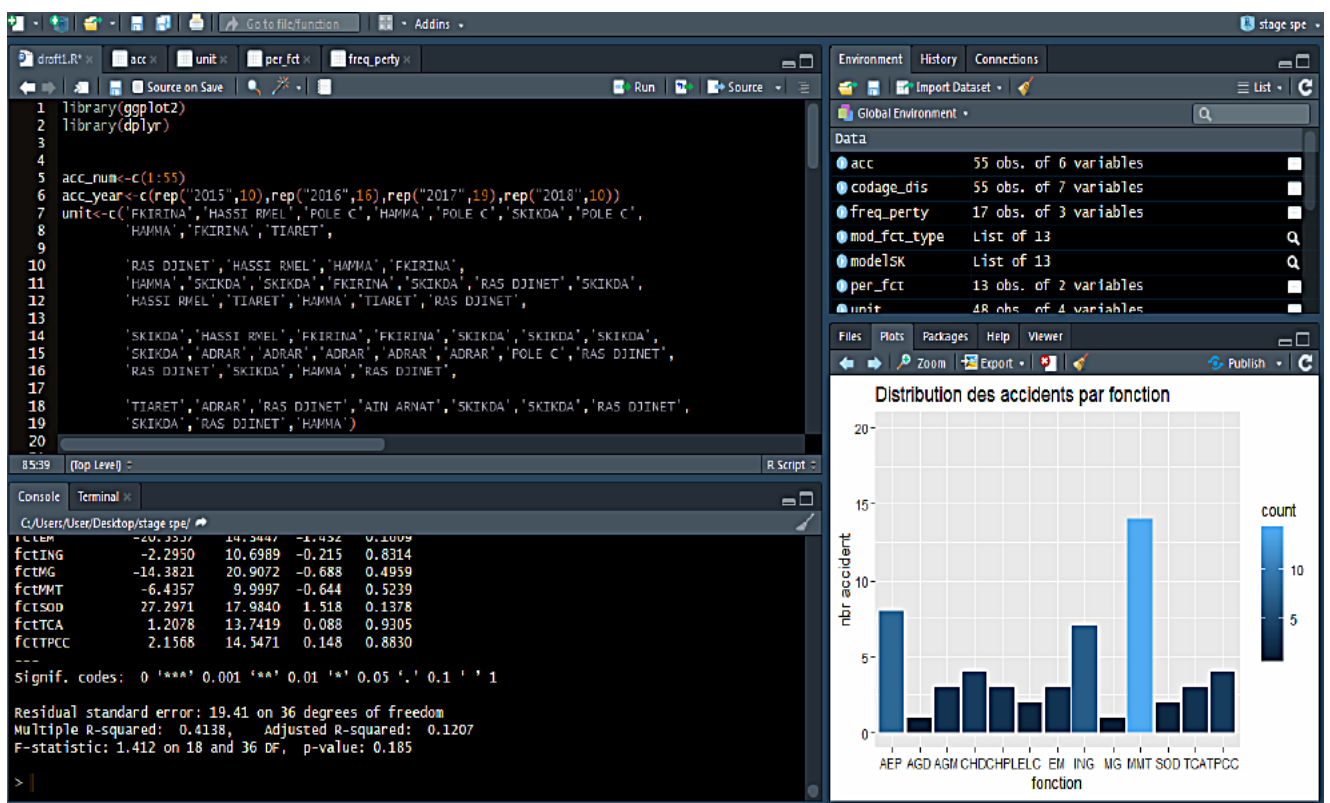 Go to file/function Addins stage spe
draft1.R* acc unit per_fct freq_perty
Source on Save Run Source
1 library(ggplot2)
2 library(dplyr)
3
4
5 acc_num<-c(1:55)
6 acc_year<-c(rep("2015",10),rep("2016",16),rep("2017",19),rep("2018",10))
7 unit<-c('FKIRINA','HASSI RMEL','POLE C','HAMMA','POLE C','SKIKDA','POLE C',
8 'HAMMA','FKIRINA','TIARET',
9
10 'RAS DJINET','HASSI RMEL','HAMMA','FKIRINA',
11 'HAMMA','SKIKDA','SKIKDA','FKIRINA','SKIKDA','RAS DJINET','SKIKDA',
12 'HASSI RMEL','TIARET','HAMMA','TIARET','RAS DJINET',
13
14 'SKIKDA','HASSI RMEL','FKIRINA','FKIRINA','SKIKDA','SKIKDA','SKIKDA',
15 'SKIKDA','ADRAR','ADRAR','ADRAR','ADRAR','ADRAR','POLE C','RAS DJINET',
16 'RAS DJINET','SKIKDA','HAMMA','RAS DJINET',
17
18 'TIARET','ADRAR','RAS DJINET','AIN ARNAT','SKIKDA','SKIKDA','RAS DJINET',
19 'SKIKDA','RAS DJINET','HAMMA')
20
85:39 (Top Level) R Script
Console Terminal
C:/Users/User/Desktop/stage spe/
fctING -2.2950 10.6989 -0.215 0.8314
fctMG -14.3821 20.9072 -0.688 0.4959
fctMMT -6.4357 9.9997 -0.644 0.5239
fctSOD 27.2971 17.9840 1.518 0.1378
fctTCA 1.2078 13.7419 0.088 0.9305
fctTPCC 2.1568 14.5471 0.148 0.8830
---
Signif. codes: 0 '***' 0.001 '**' 0.01 '*' 0.05 '.' 0.1 ' ' 1
Residual standard error: 19.41 on 36 degrees of freedom
Multiple R-squared: 0.4138, Adjusted R-squared: 0.1207
F-statistic: 1.412 on 18 and 36 DF, p-value: 0.185
>
Environment History Connections
Import Dataset List
Global Environment
Data
acc 55 obs. of 6 variables
codage_dis 55 obs. of 7 variables
freq_perty 17 obs. of 3 variables
mod_fct_type List of 13
modelSK List of 13
per_fct 13 obs. of 2 variables
unit 48 obs. of 4 variables
Files Plots Packages Help Viewer
Zoom Export Publish
Distribution des accidents par fonction
20
15
10
5
0
nbr accident
AEP AGD AGM CHD CHPL ELC EM ING MG MMT SOD TCA TPCC
fonction
count
10
5